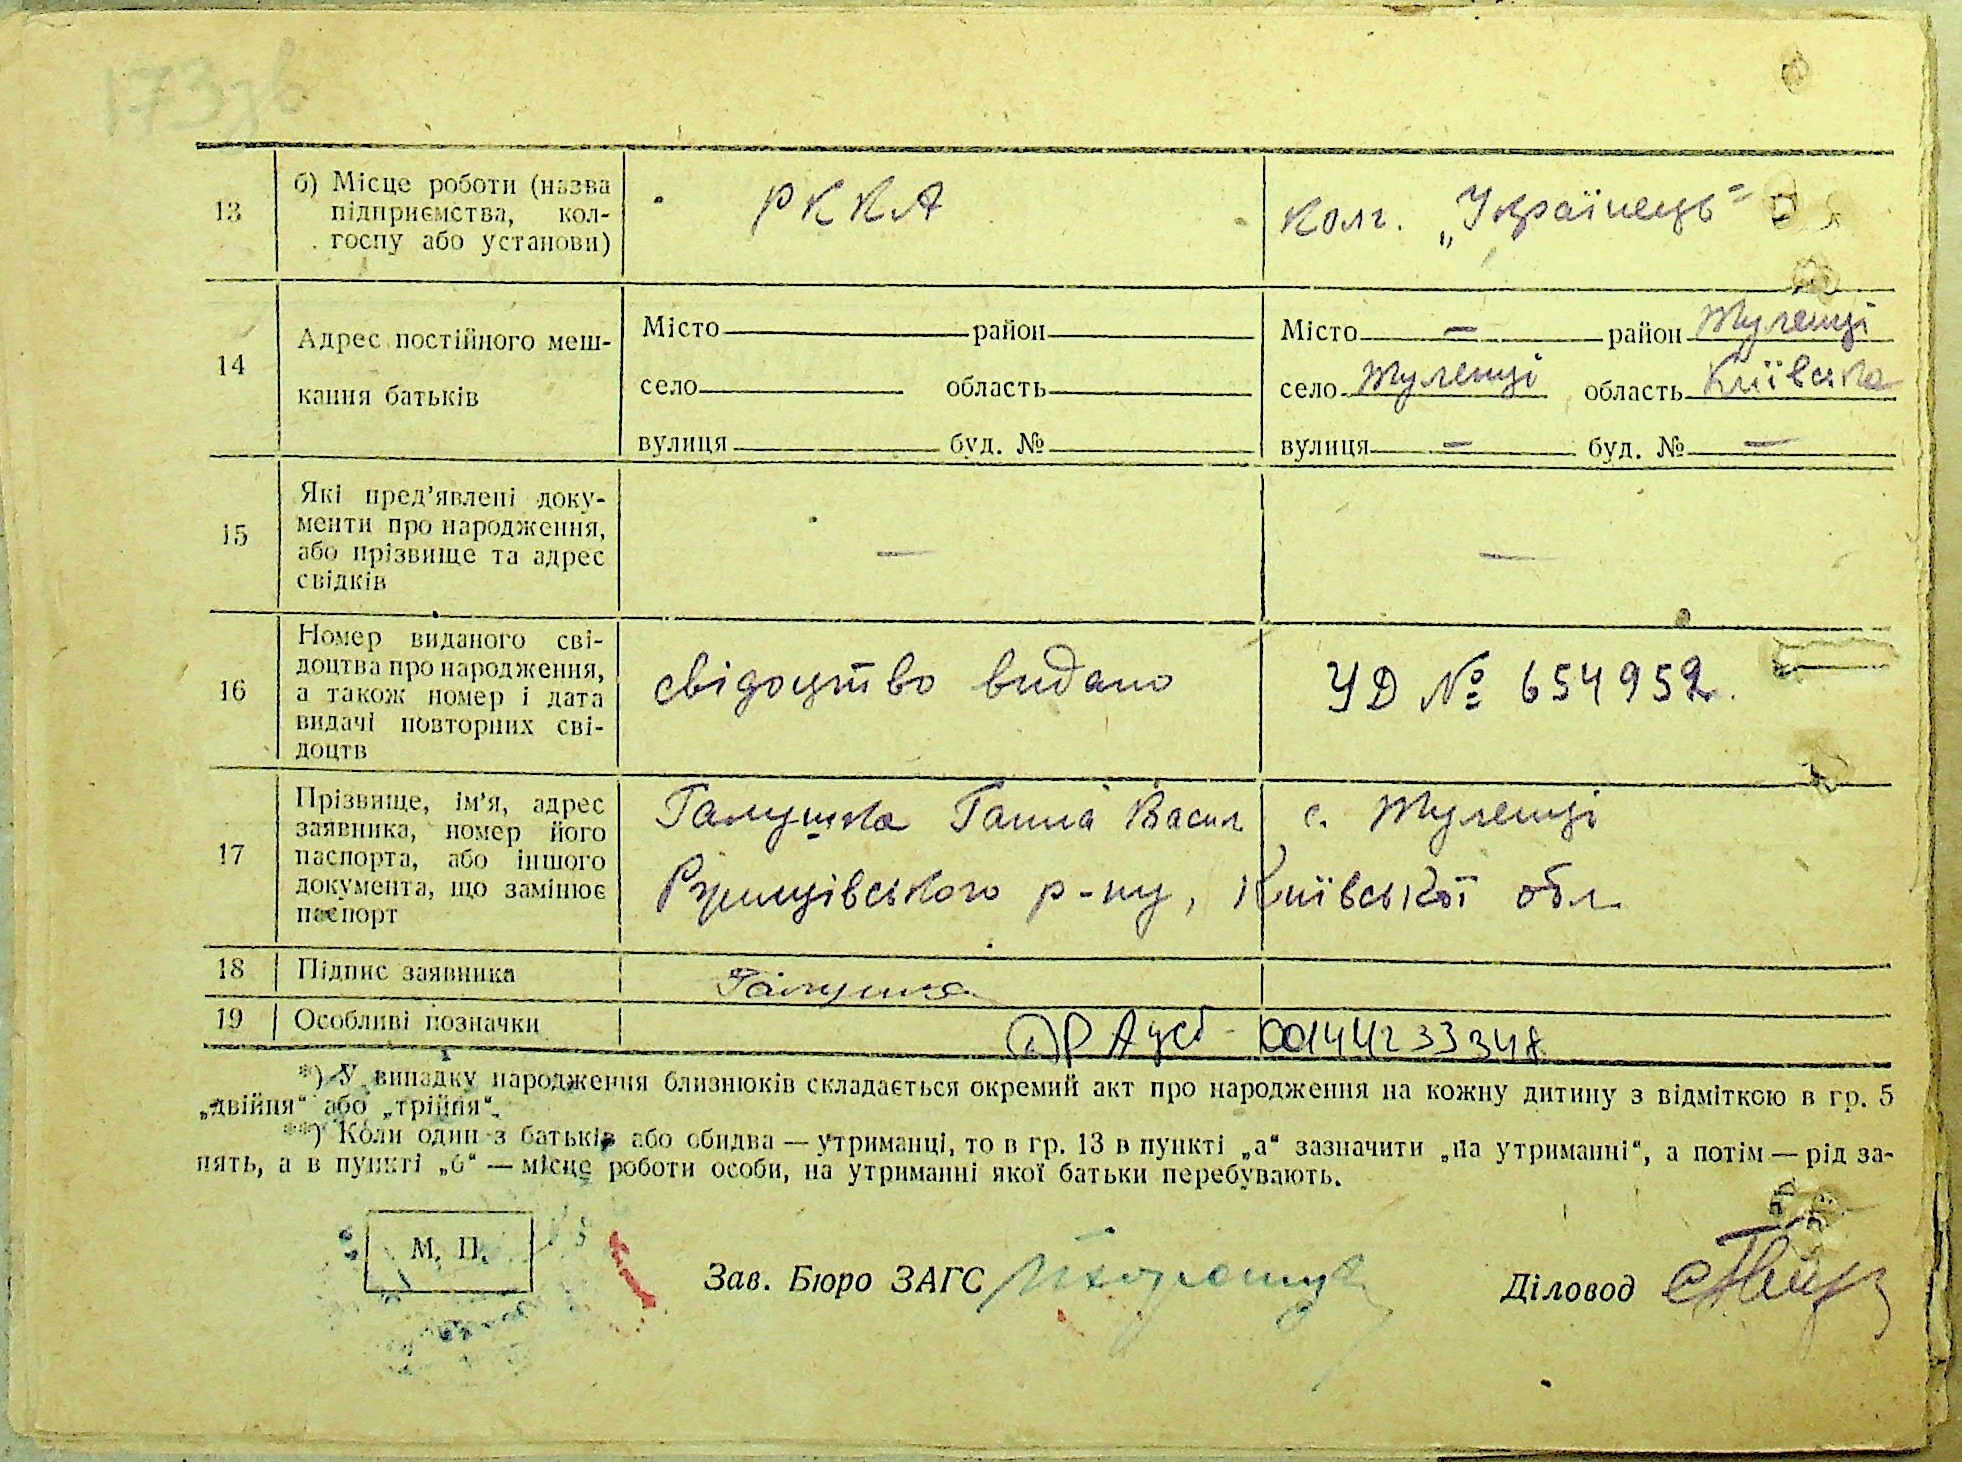 173зв
13
б) Місце роботи (назва
підприємства, кол-
госпу або установи)
РККА
колг. „Українець"
14
Адрес постійного меш-
кання батьків
Місто район
село область
вулиця буд. №
Місто — район Жуленці
село Жуленці область Київська
вулиця — буд. № —
15
Які пред'явлені доку-
менти про народження,
або прізвище та адрес
свідків
—
—
16
Номер виданого сві-
доцтва про народження,
а також номер і дата
видачі повторних сві-
доцтв
свідоцтво видано
УД № 654952.
17
Прізвище, ім'я, адрес
заявника, номер його
паспорта, або іншого
документа, що замінює
паспорт
Галушка Ганна Васил с. Жуленці
р-ну, Київської обл
18
Підпис заявника
Галушка
19
Особливі позначки
00144233348
*) У випадку народження близнюків складається окремий акт про народження на кожну дитину з відміткою в гр. 5
„двійня" або „трійня".
**) Коли один з батьків або обидва — утриманці, то в гр. 13 в пункті „а" зазначити „на утриманні", а потім — рід за-
нять, а в пункті „б" — місце роботи особи, на утриманні якої батьки перебувають.
М. П.
Зав. Бюро ЗАГС
Діловод